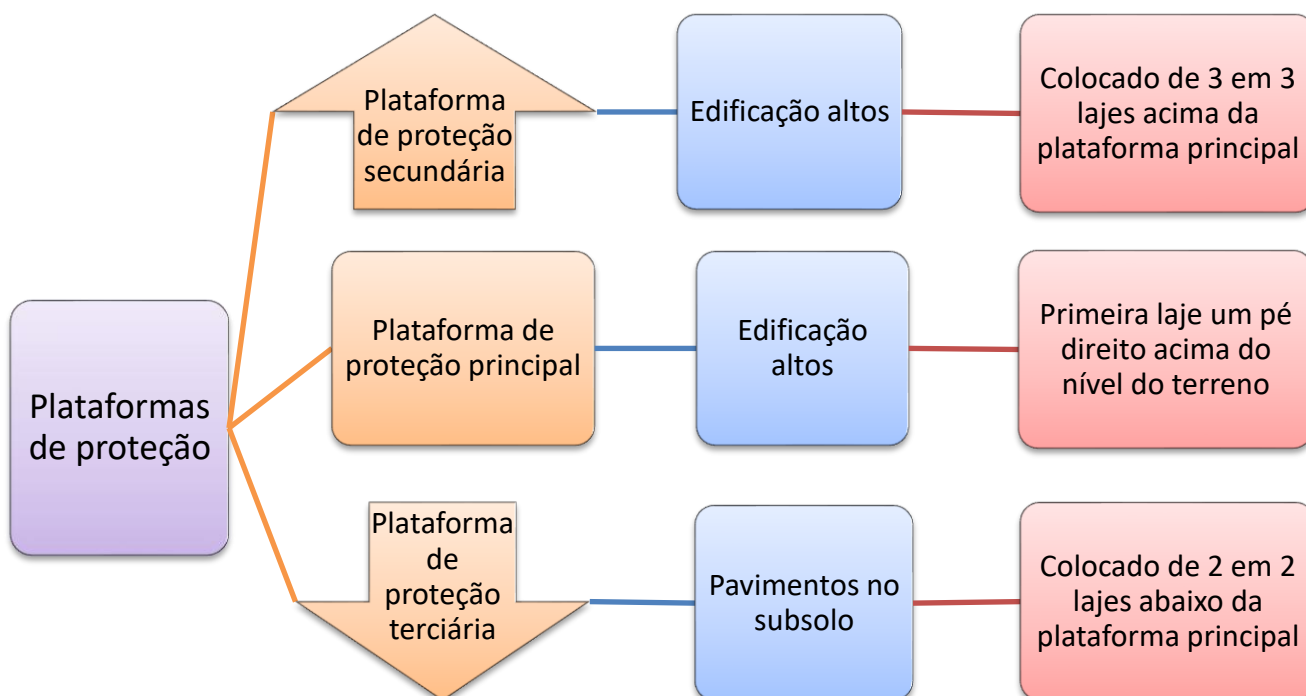 Plataformas
de proteção
Plataforma
de proteção
secundária
Edificação altos
Colocado de 3 em 3
lajes acima da
plataforma principal
Plataforma de
proteção principal
Edificação
altos
Primeira laje um pé
direito acima do
nível do terreno
Plataforma
de
proteção
terciária
Pavimentos no
subsolo
Colocado de 2 em 2
lajes abaixo da
plataforma principal